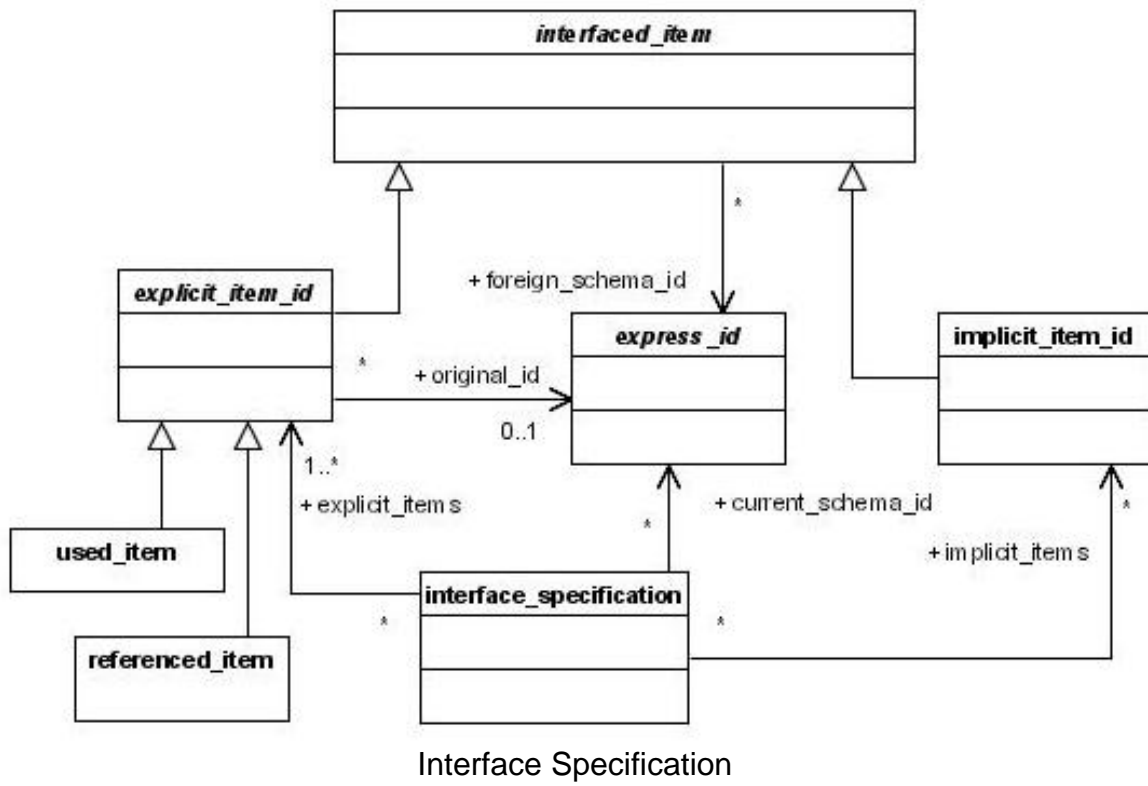 interfaced_item
*
+ foreign_schema_id
explicit_item_id
express_id
implicit_item_id
*
+ original_id
0..1
1..*
+ explicit_items
*
+ current_schema_id
*
+ implicit_items
used_item
interface_specification
*
*
referenced_item
Interface Specification